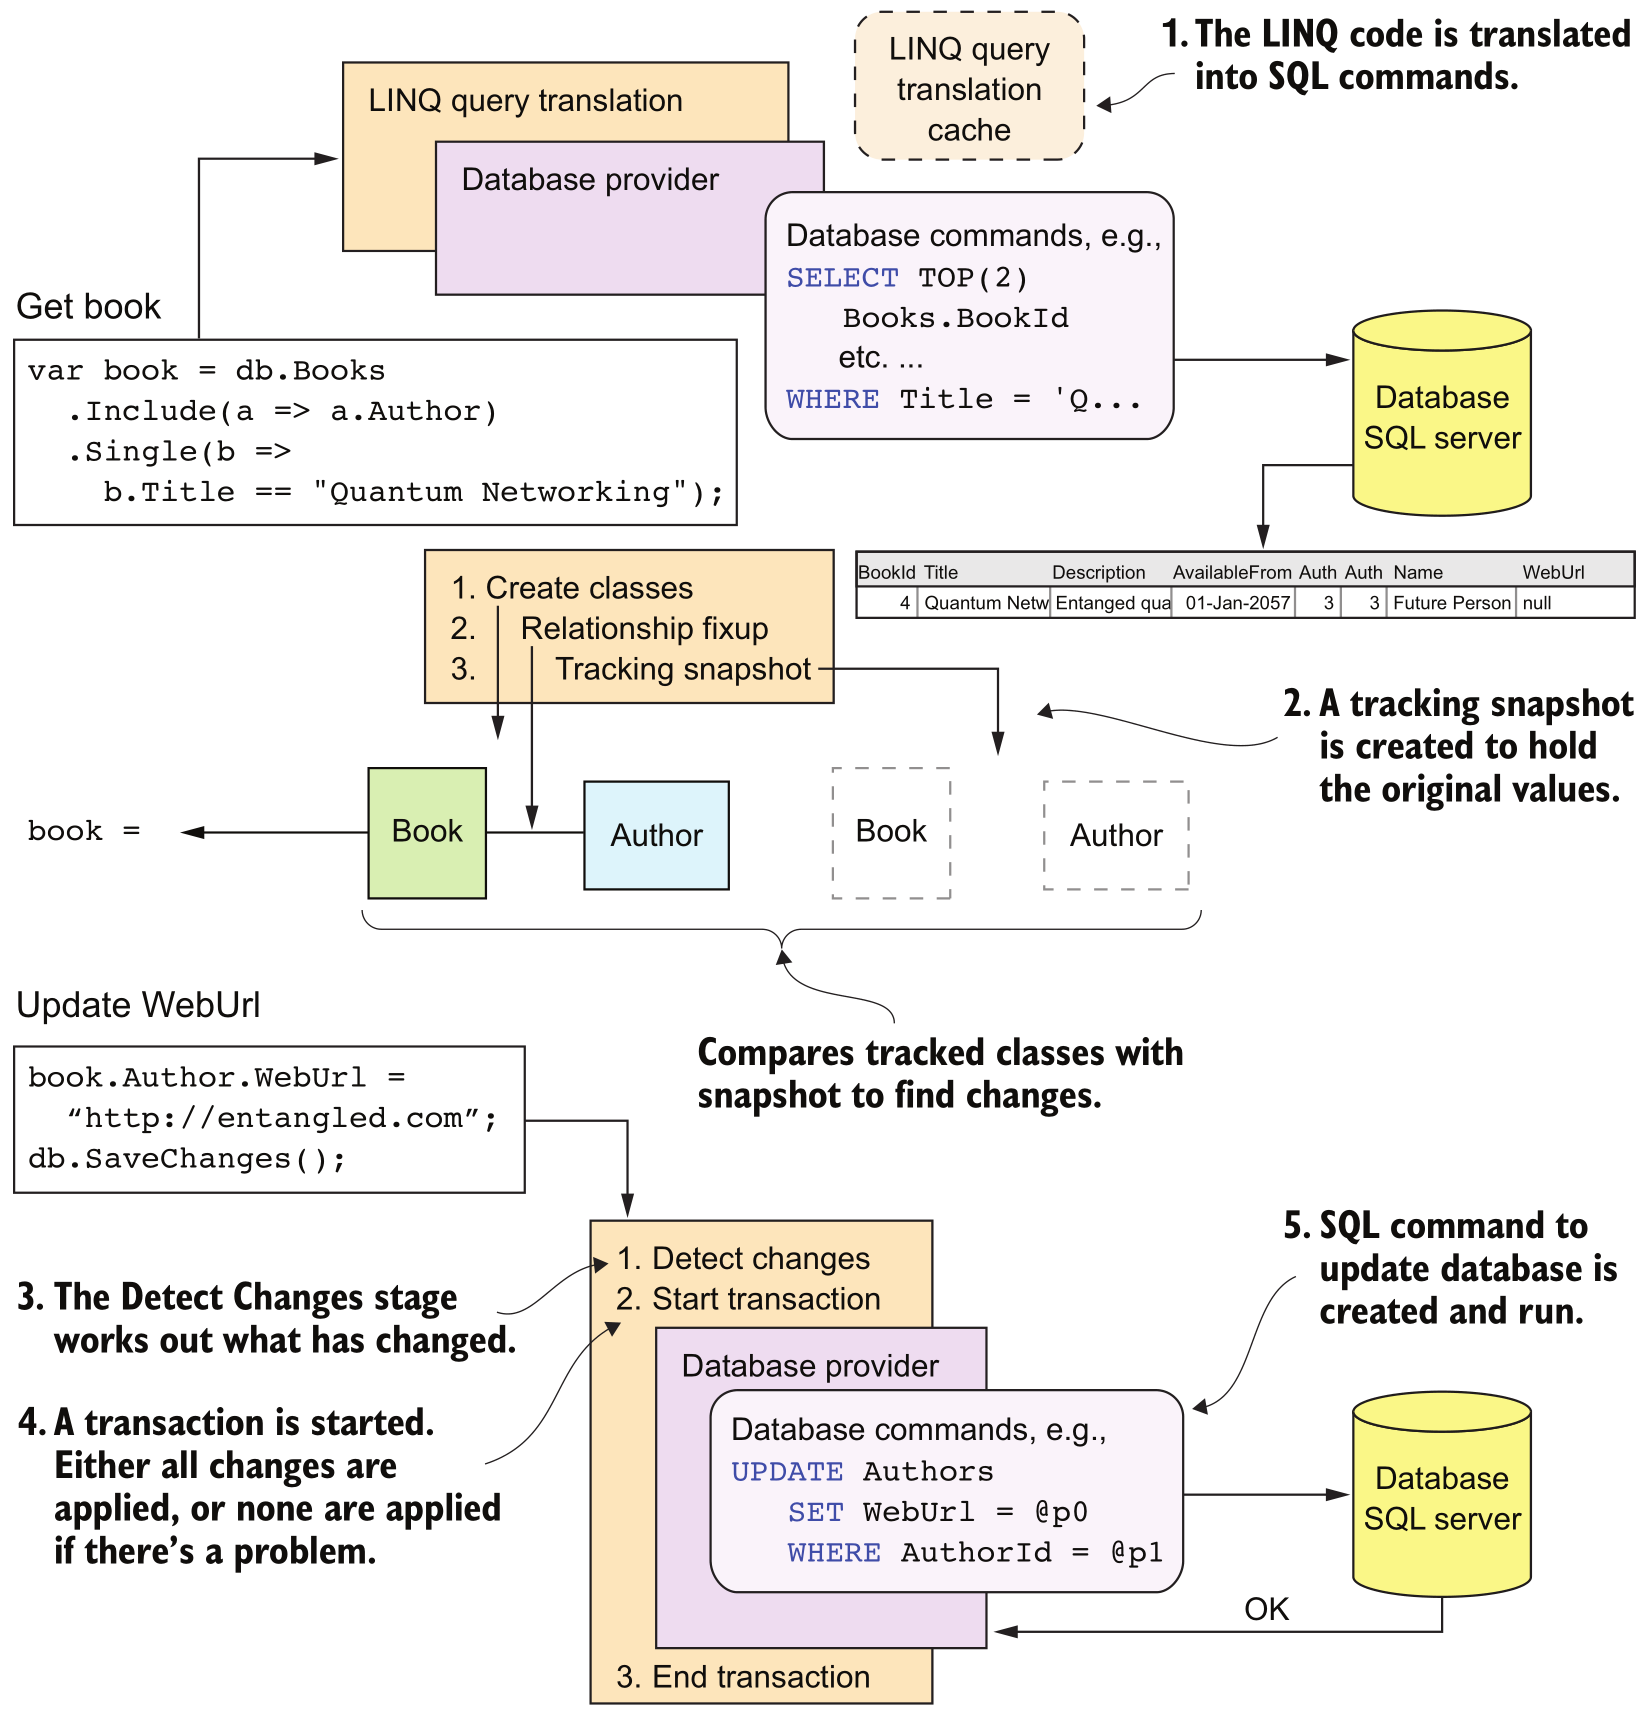 LINQ query
translation
cache
1. The LINQ code is translated
into SQL commands.
LINQ query translation
Database provider
Database commands, e.g.,
SELECT TOP(2)
Books.BookId
etc. ...
WHERE Title = 'Q...
Get book
var book = db.Books
.Include(a => a.Author)
.Single(b =>
b.Title == "Quantum Networking");
Database
SQL server
BookId Title Description AvailableFrom Auth Auth Name WebUrl
4 Quantum Netw Entanged qua 01-Jan-2057 3 3 Future Person null
1. Create classes
2. Relationship fixup
3. Tracking snapshot
2. A tracking snapshot
is created to hold
the original values.
book =
Book
Author
Book
Author
Compares tracked classes with
snapshot to find changes.
Update WebUrl
book.Author.WebUrl =
“http://entangled.com”;
db.SaveChanges();
1. Detect changes
2. Start transaction
3. The Detect Changes stage
works out what has changed.
4. A transaction is started.
Either all changes are
applied, or none are applied
if there’s a problem.
Database provider
Database commands, e.g.,
UPDATE Authors
SET WebUrl = @p0
WHERE AuthorId = @p1
5. SQL command to
update database is
created and run.
Database
SQL server
OK
3. End transaction